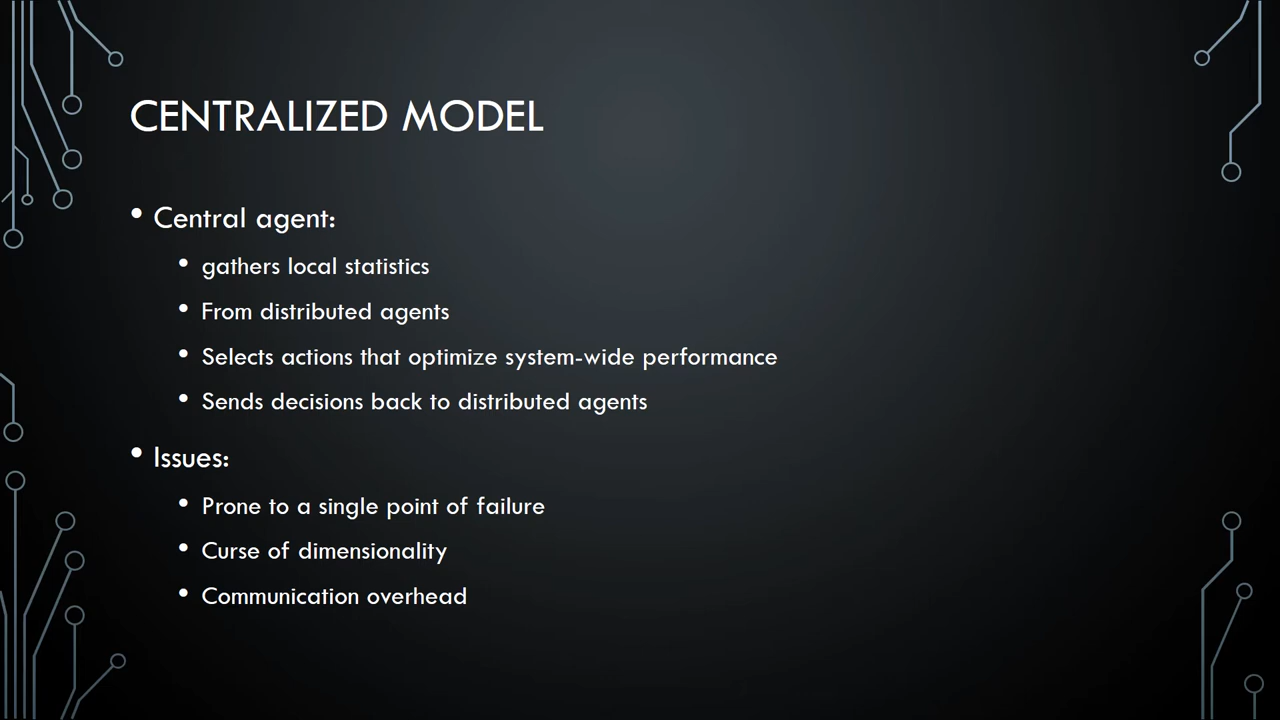 CENTRALIZED MODEL
• Central agent:
• gathers local statistics
• From distributed agents
• Selects actions that optimize system-wide performance
• Sends decisions back to distributed agents
• Issues:
• Prone to a single point of failure
• Curse of dimensionality
• Communication overhead